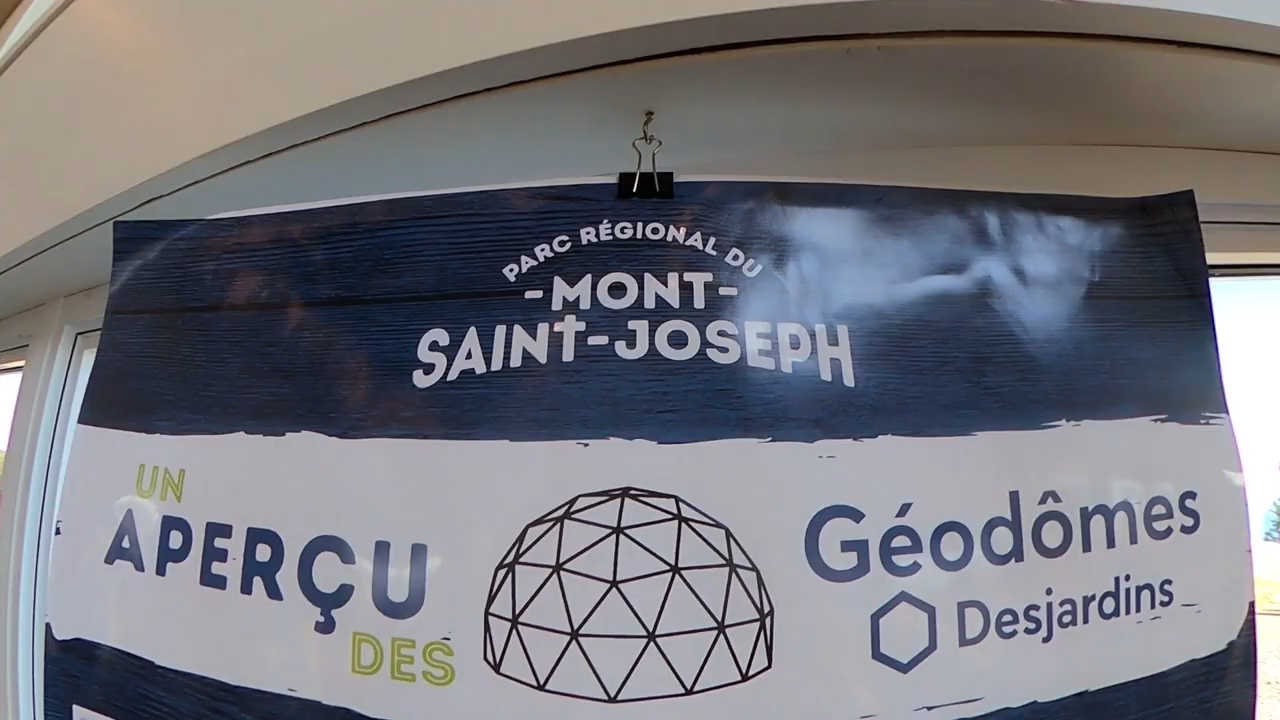 PARC RÉGIONAL DU
-MONT-
SAINT-JOSEPH
UN
APERÇU
DES
Géodômes
Desjardins